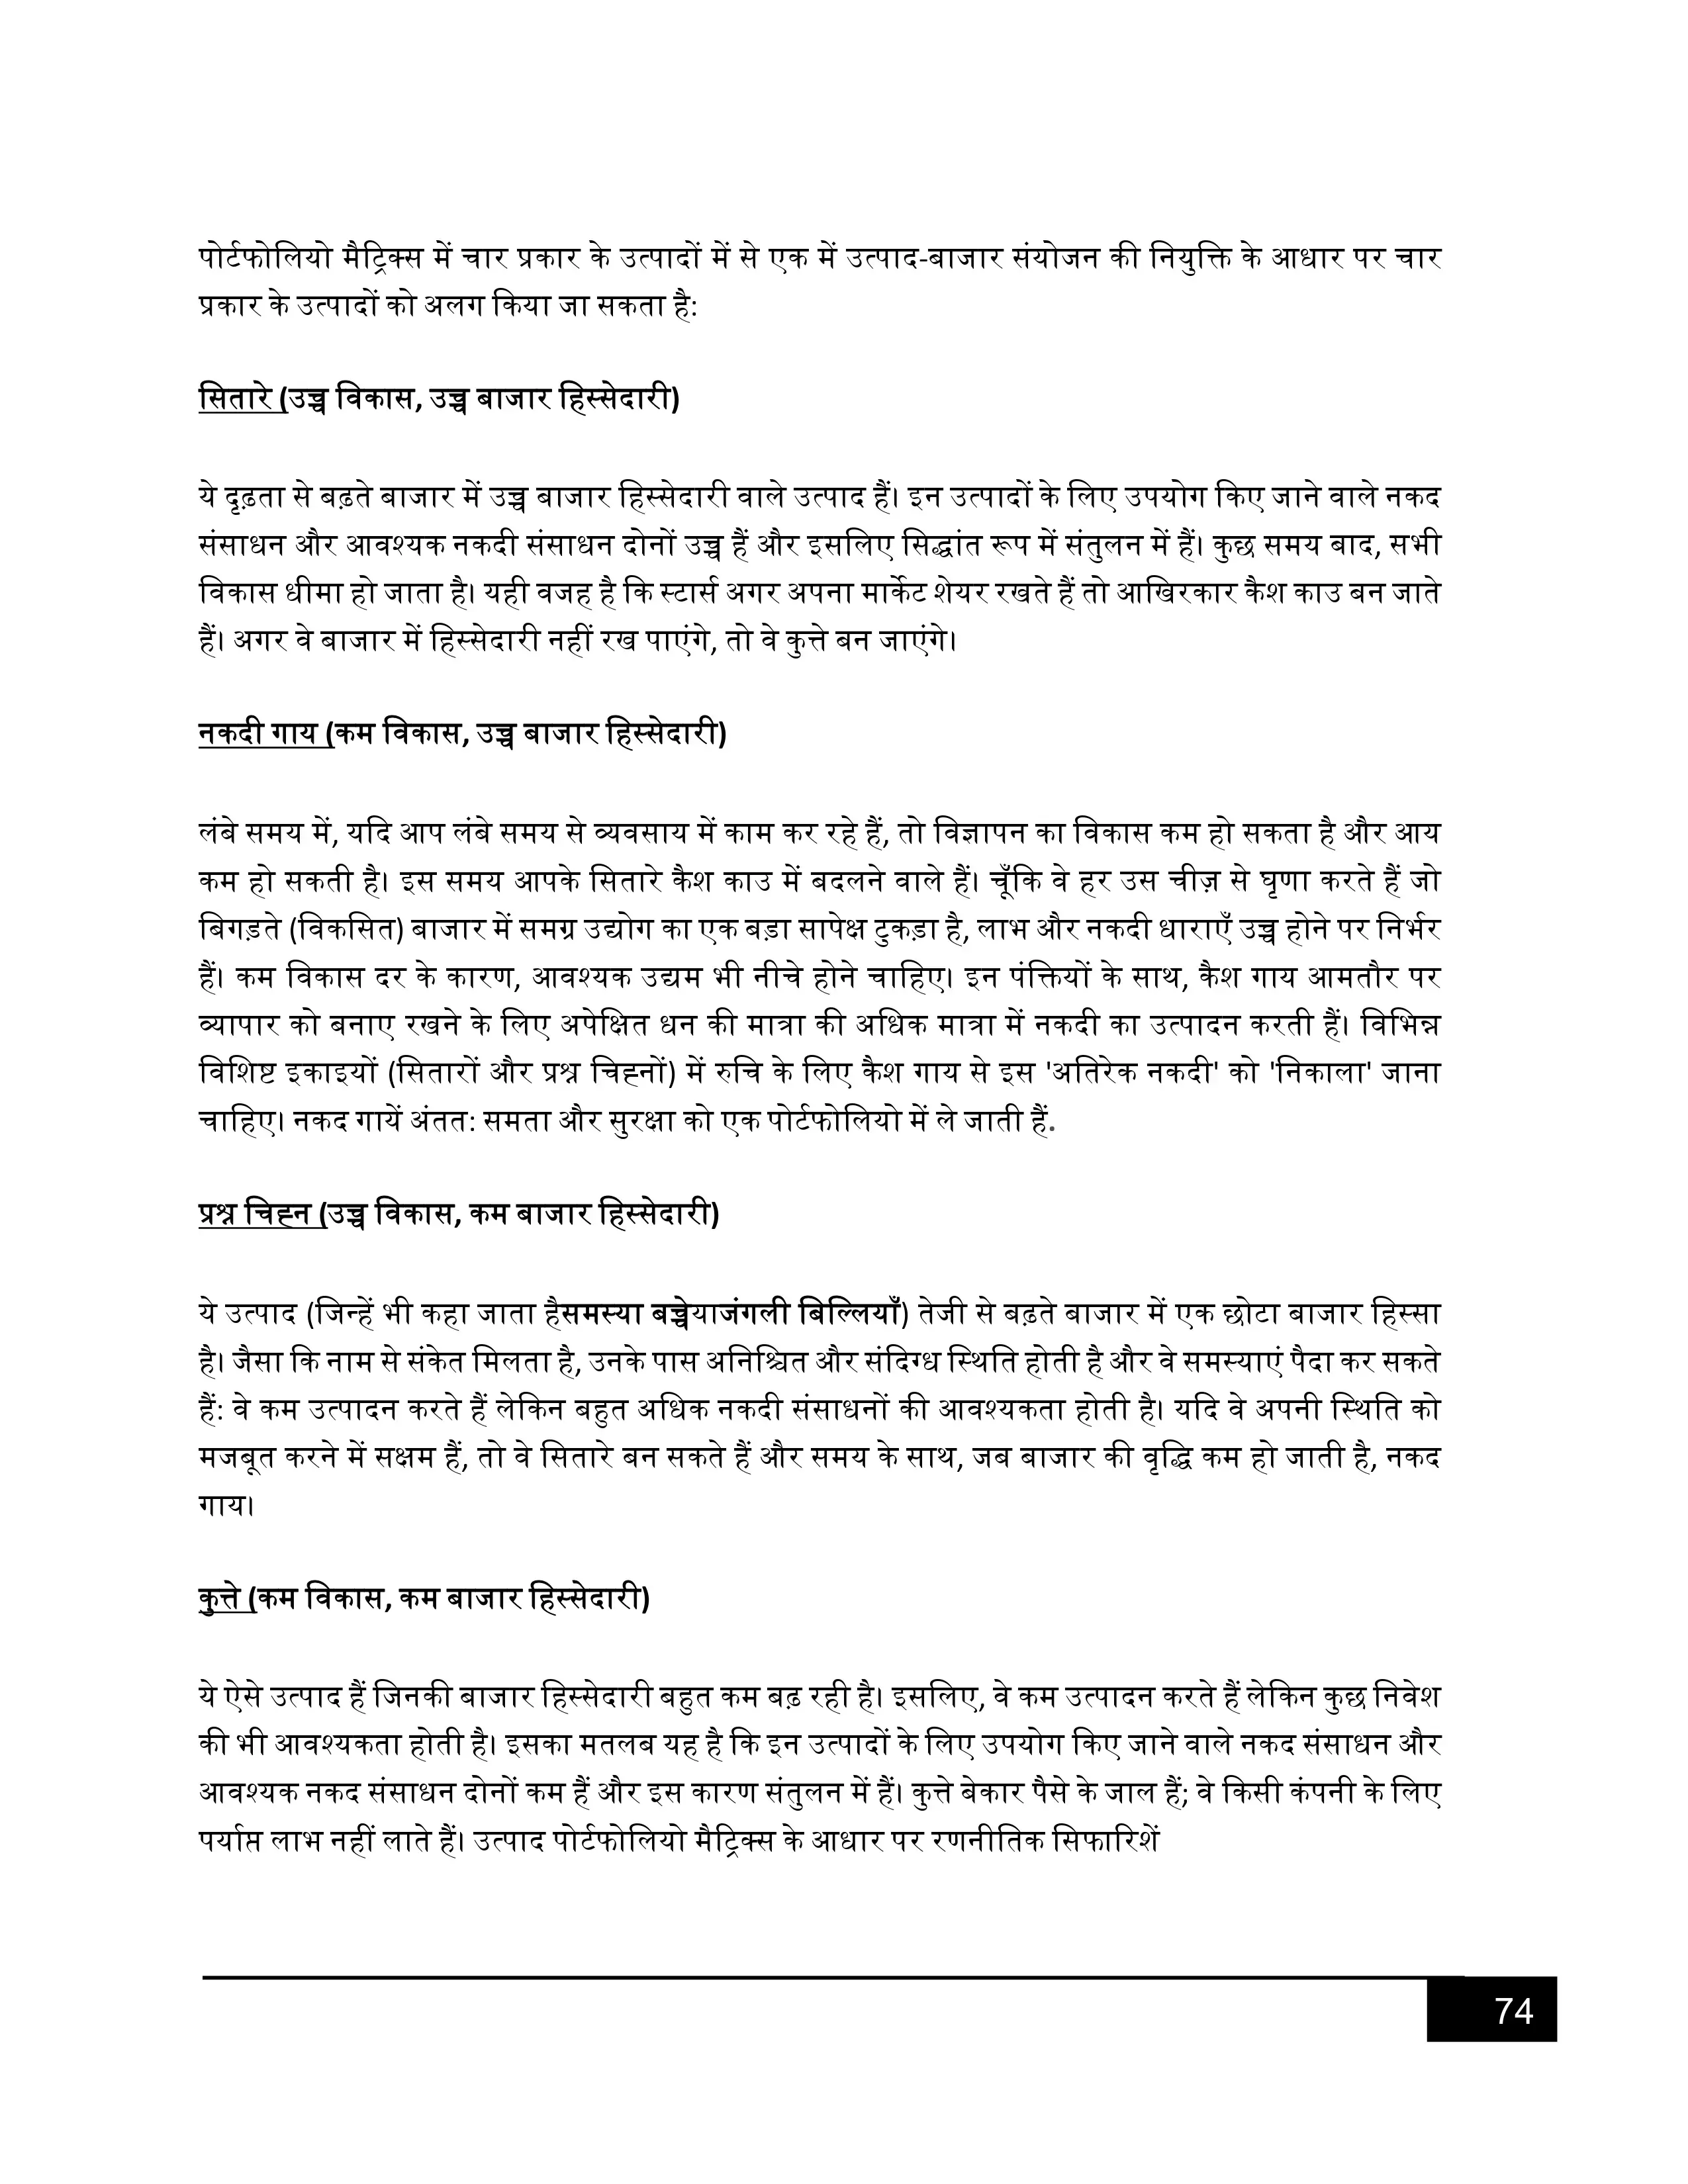 पोर्टफोलियो मैट्रिक्स में चार प्रकार के उत्पादों में से एक में उत्पाद-बाजार संयोजन की नियुक्ति के आधार पर चार
प्रकार के उत्पादों को अलग किया जा सकता है:
सितारे (उच्च विकास, उच्च बाजार हिस्सेदारी)
ये दृढ़ता से बढ़ते बाजार में उच्च बाजार हिस्सेदारी वाले उत्पाद हैं। इन उत्पादों के लिए उपयोग किए जाने वाले नकद
संसाधन और आवश्यक नकदी संसाधन दोनों उच्च हैं और इसलिए सिद्धांत रूप में संतुलन में हैं। कुछ समय बाद, सभी
विकास धीमा हो जाता है। यही वजह है कि स्टार्स अगर अपना मार्केट शेयर रखते हैं तो आखिरकार कैश काउ बन जाते
हैं। अगर वे बाजार में हिस्सेदारी नहीं रख पाएंगे, तो वे कुत्ते बन जाएंगे।
नकदी गाय (कम विकास, उच्च बाजार हिस्सेदारी)
लंबे समय में, यदि आप लंबे समय से व्यवसाय में काम कर रहे हैं, तो विज्ञापन का विकास कम हो सकता है और आय
कम हो सकती है। इस समय आपके सितारे कैश काउ में बदलने वाले हैं। चूँकि वे हर उस चीज़ से घृणा करते हैं जो
बिगड़ते (विकसित) बाजार में समग्र उद्योग का एक बड़ा सापेक्ष टुकड़ा है, लाभ और नकदी धाराएँ उच्च होने पर निर्भर
हैं। कम विकास दर के कारण, आवश्यक उद्यम भी नीचे होने चाहिए। इन पंक्तियों के साथ, कैश गाय आमतौर पर
व्यापार को बनाए रखने के लिए अपेक्षित धन की मात्रा की अधिक मात्रा में नकदी का उत्पादन करती हैं। विभिन्न
विशिष्ट इकाइयों (सितारों और प्रश्न चिह्नों) में रुचि के लिए कैश गाय से इस 'अतिरेक नकदी' को 'निकाला' जाना
चाहिए। नकद गायें अंततः समता और सुरक्षा को एक पोर्टफोलियो में ले जाती हैं.
प्रश्न चिह्न (उच्च विकास, कम बाजार हिस्सेदारी)
ये उत्पाद (जिन्हें भी कहा जाता हैसमस्या बच्चेयाजंगली बिल्लियाँ) तेजी से बढ़ते बाजार में एक छोटा बाजार हिस्सा
है। जैसा कि नाम से संकेत मिलता है, उनके पास अनिश्चित और संदिग्ध स्थिति होती है और वे समस्याएं पैदा कर सकते
हैं: वे कम उत्पादन करते हैं लेकिन बहुत अधिक नकदी संसाधनों की आवश्यकता होती है। यदि वे अपनी स्थिति को
मजबूत करने में सक्षम हैं, तो वे सितारे बन सकते हैं और समय के साथ, जब बाजार की वृद्धि कम हो जाती है, नकद
गाय।
कुत्ते (कम विकास, कम बाजार हिस्सेदारी)
ये ऐसे उत्पाद हैं जिनकी बाजार हिस्सेदारी बहुत कम बढ़ रही है। इसलिए, वे कम उत्पादन करते हैं लेकिन कुछ निवेश
की भी आवश्यकता होती है। इसका मतलब यह है कि इन उत्पादों के लिए उपयोग किए जाने वाले नकद संसाधन और
आवश्यक नकद संसाधन दोनों कम हैं और इस कारण संतुलन में हैं। कुत्ते बेकार पैसे के जाल हैं; वे किसी कंपनी के लिए
पर्याप्त लाभ नहीं लाते हैं। उत्पाद पोर्टफोलियो मैट्रिक्स के आधार पर रणनीतिक सिफारिशें
74